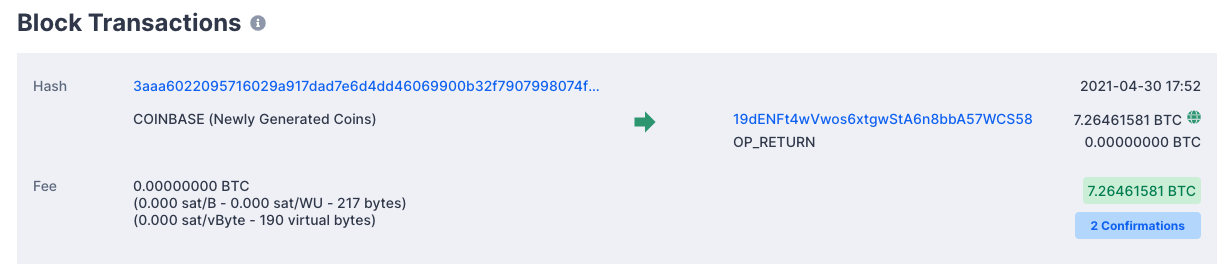 Block Transactions
Hash 3aaa6022095716029a917dad7e6d4dd46069900b32f7907998074f... 2021-04-30 17:52
COINBASE (Newly Generated Coins) 19dENFt4wVwos6xtgwStA6n8bbA57WCS58 7.26461581 BTC
OP_RETURN 0.00000000 BTC
Fee 0.00000000 BTC 7.26461581 BTC
(0.000 sat/B - 0.000 sat/WU - 217 bytes)
(0.000 sat/vByte - 190 virtual bytes) 2 Confirmations